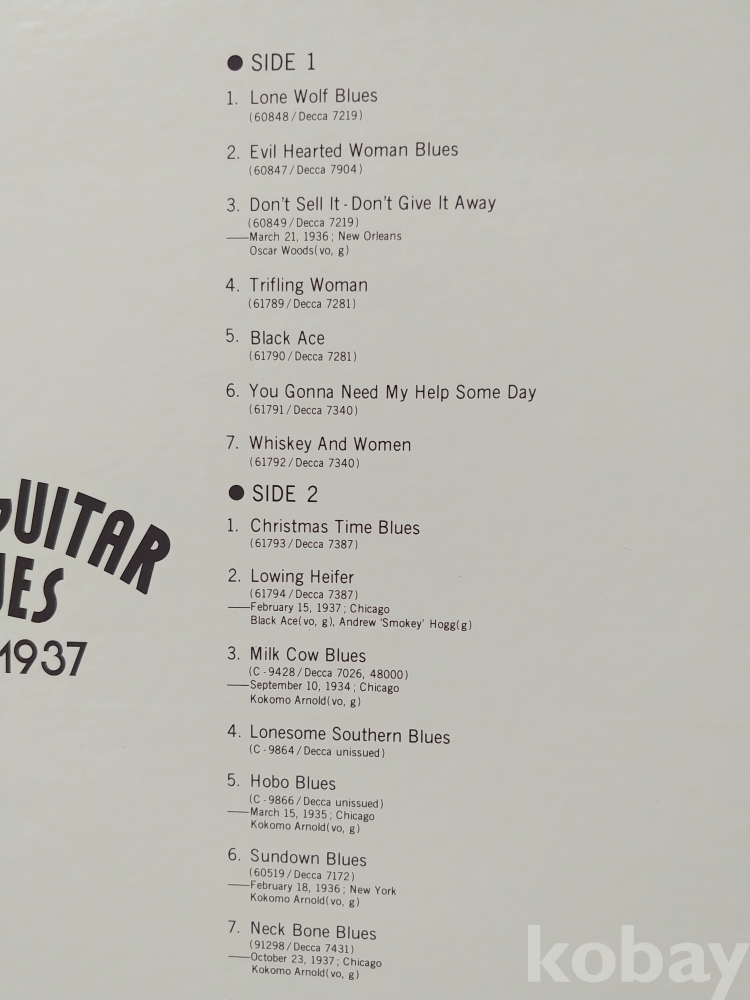 ● SIDE 1
1. Lone Wolf Blues
(60848/Decca 7219)
2. Evil Hearted Woman Blues
(60847/Decca 7904)
3. Don't Sell It-Don't Give It Away
(60849/Decca 7219)
—March 21, 1936; New Orleans
Oscar Woods(vo, g)
4. Trifling Woman
(61789/Decca 7281)
5. Black Ace
(61790/Decca 7281)
6. You Gonna Need My Help Some Day
(61791/Decca 7340)
7. Whiskey And Women
(61792/Decca 7340)
● SIDE 2
1. Christmas Time Blues
(61793/Decca 7387)
2. Lowing Heifer
(61794/Decca 7387)
—February 15, 1937; Chicago
Black Ace(vo, g), Andrew 'Smokey' Hogg(g)
3. Milk Cow Blues
(C-9428/Decca 7026, 48000)
—September 10, 1934; Chicago
Kokomo Arnold(vo, g)
4. Lonesome Southern Blues
(C-9864/Decca unissued)
5. Hobo Blues
(C-9866/Decca unissued)
—March 15, 1935; Chicago
Kokomo Arnold(vo, g)
6. Sundown Blues
(60519/Decca 7172)
—February 18, 1936; New York
Kokomo Arnold(vo, g)
7. Neck Bone Blues
(91298/Decca 7431)
—October 23, 1937; Chicago
Kokomo Arnold(vo, g)
GUITAR
UES
1937
kobay